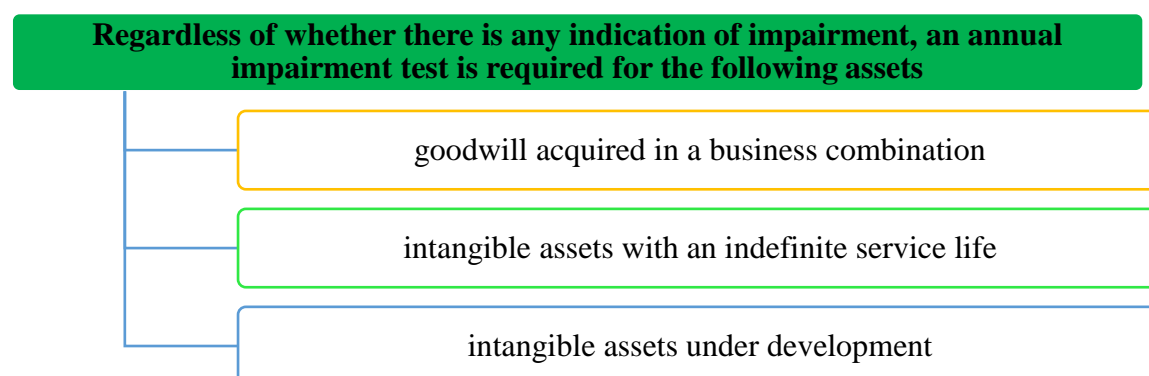 Regardless of whether there is any indication of impairment, an annual
impairment test is required for the following assets
goodwill acquired in a business combination
intangible assets with an indefinite service life
intangible assets under development